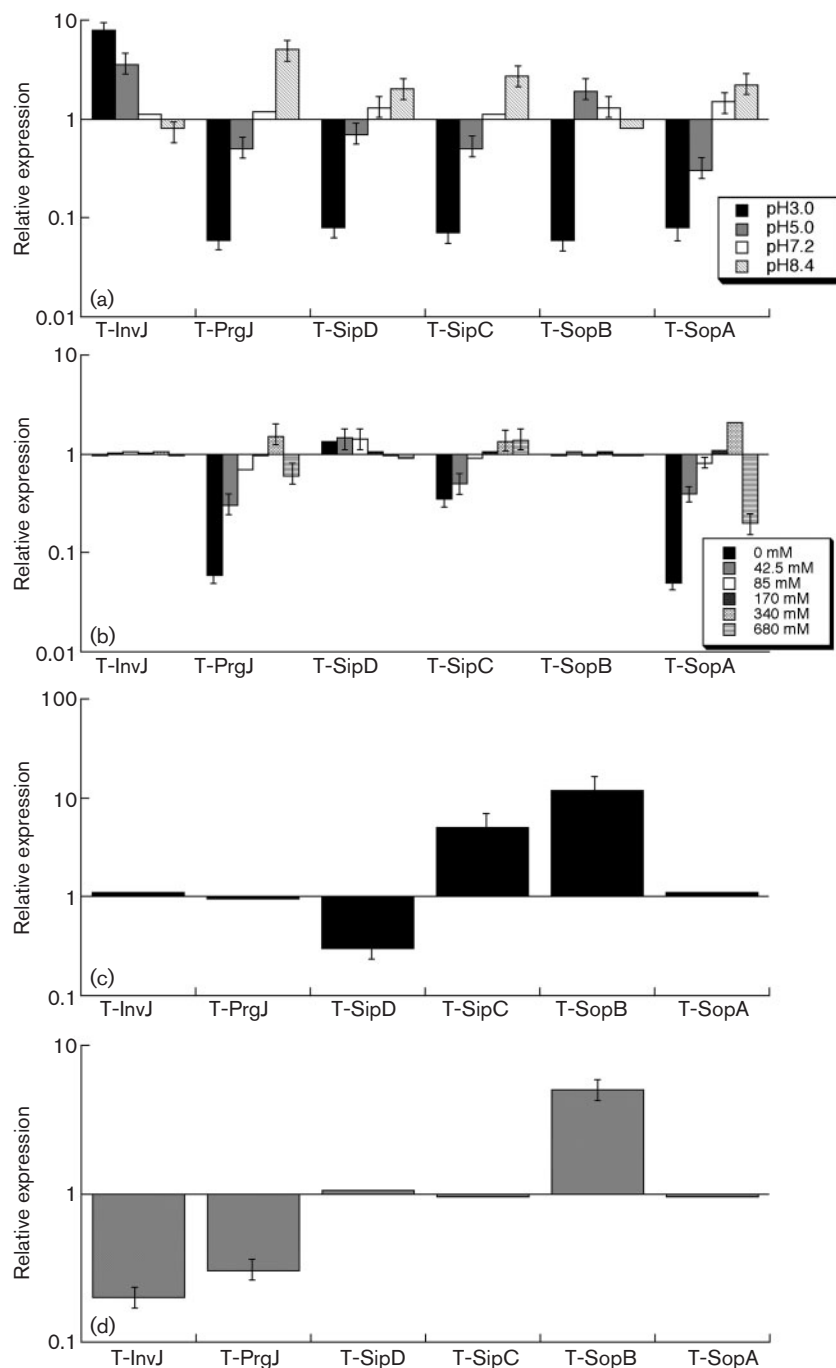 10
1
0.1
0.01
Relative expression
(a)
pH3.0
pH5.0
pH7.2
pH8.4
T-InvJ T-PrgJ T-SipD T-SipC T-SopB T-SopA
10
1
0.1
0.01
Relative expression
(b)
0 mM
42.5 mM
85 mM
170 mM
340 mM
680 mM
T-InvJ T-PrgJ T-SipD T-SipC T-SopB T-SopA
100
10
1
0.1
Relative expression
(c)
T-InvJ T-PrgJ T-SipD T-SipC T-SopB T-SopA
10
1
0.1
Relative expression
(d)
T-InvJ T-PrgJ T-SipD T-SipC T-SopB T-SopA